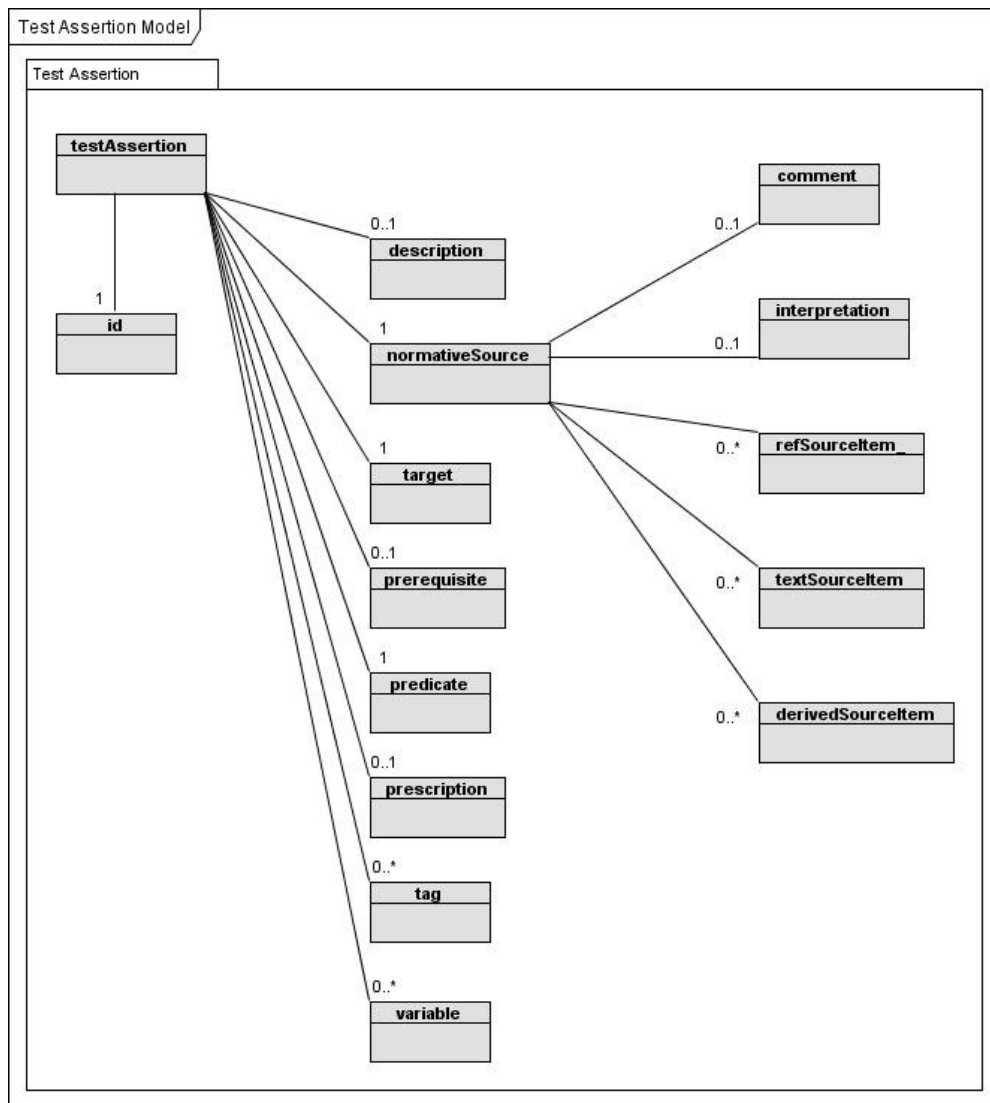 Test Assertion Model
Test Assertion
testAssertion
1
id
0..1
description
1
normativeSource
1
target
0..1
prerequisite
1
predicate
0..1
prescription
0..*
tag
0..*
variable
0..1
comment
0..1
interpretation
0..*
refSourceItem_
0..*
textSourceItem
0..*
derivedSourceItem